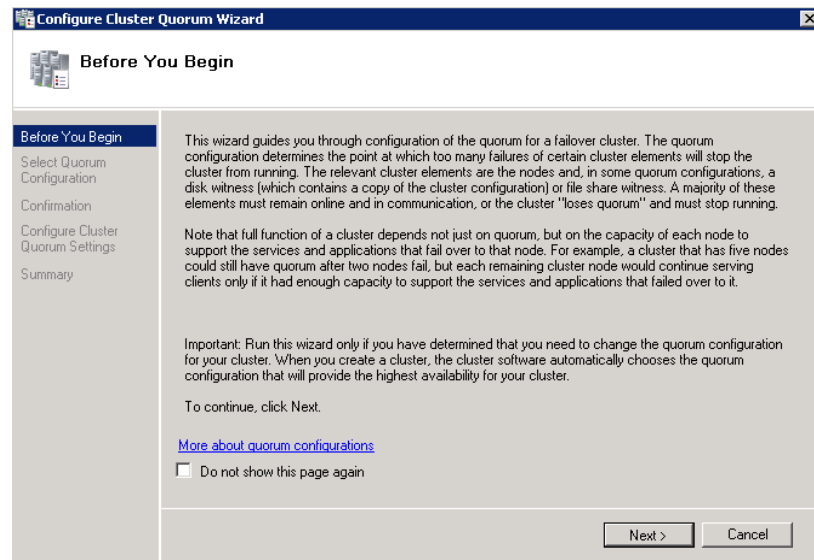 Configure Cluster Quorum Wizard
Before You Begin
Before You Begin
Select Quorum
Configuration
Confirmation
Configure Cluster
Quorum Settings
Summary
This wizard guides you through configuration of the quorum for a failover cluster. The quorum
configuration determines the point at which too many failures of certain cluster elements will stop the
cluster from running. The relevant cluster elements are the nodes and, in some quorum configurations, a
disk witness (which contains a copy of the cluster configuration) or file share witness. A majority of these
elements must remain online and in communication, or the cluster "loses quorum" and must stop running.
Note that full function of a cluster depends not just on quorum, but on the capacity of each node to
support the services and applications that fail over to that node. For example, a cluster that has five nodes
could still have quorum after two nodes fail, but each remaining cluster node would continue serving
clients only if it had enough capacity to support the services and applications that failed over to it.
Important: Run this wizard only if you have determined that you need to change the quorum configuration
for your cluster. When you create a cluster, the cluster software automatically chooses the quorum
configuration that will provide the highest availability for your cluster.
To continue, click Next.
More about quorum configurations
Do not show this page again
Next >
Cancel